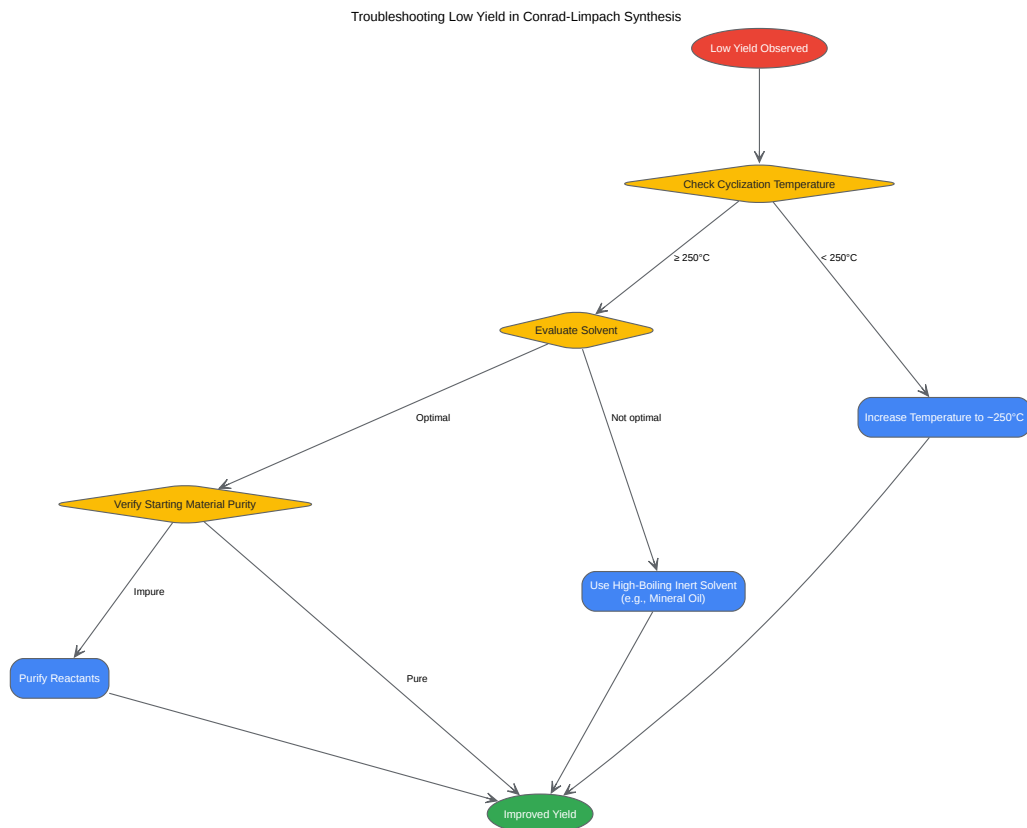 Troubleshooting Low Yield in Conrad-Limpach Synthesis
Low Yield Observed
Check Cyclization Temperature
≥ 250°C
< 250°C
Evaluate Solvent
Optimal
Not optimal
Increase Temperature to ~250°C
Verify Starting Material Purity
Impure
Use High-Boiling Inert Solvent
(e.g., Mineral Oil)
Purify Reactants
Pure
Improved Yield